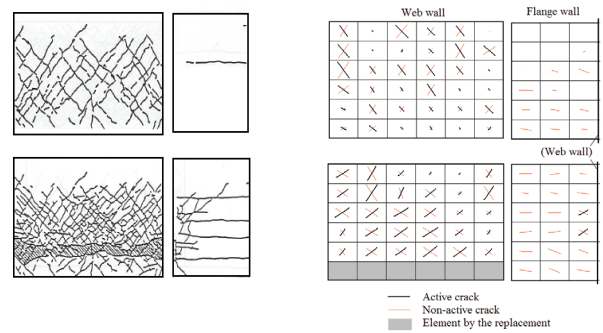 Web wall
Flange wall
(Web wall)
Active crack
Non-active crack
Element by the replacement